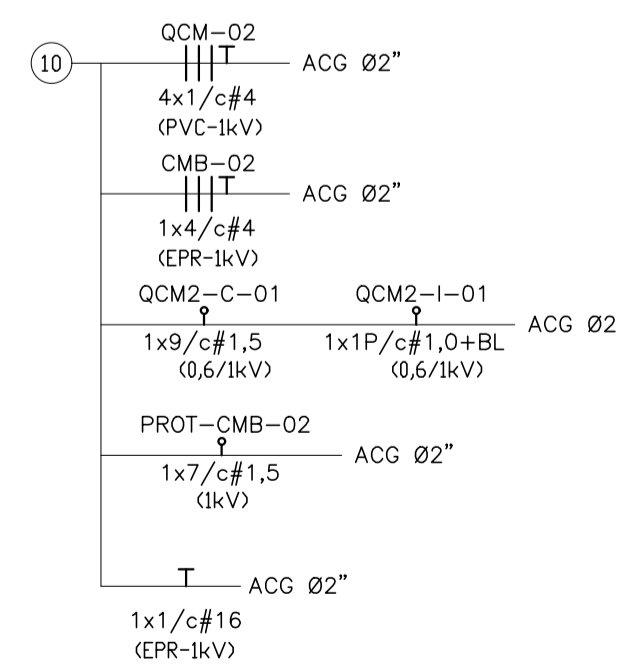 QCM-02
10
ACG Ø2"
4x1/c#4
(PVC-1kV)
CMB-02
ACG Ø2"
1x4/c#4
(EPR-1kV)
QCM2-C-01 QCM2-I-01
ACG Ø2
1x9/c#1,5 1x1P/c#1,0+BL
(0,6/1kV) (0,6/1kV)
PROT-CMB-02
ACG Ø2"
1x7/c#1,5
(1kV)
ACG Ø2"
1x1/c#16
(EPR-1kV)